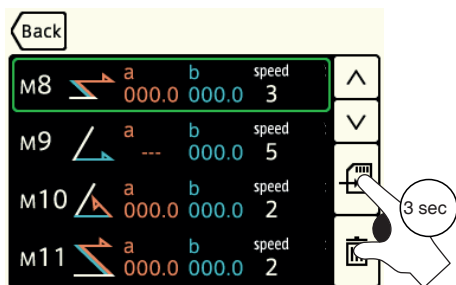 Back
M8 a b speed
000.0 000.0 3
M9 a b speed
--- 000.0 5
M10 a b speed
000.0 000.0 2
M11 a b speed
000.0 000.0 2
3 sec